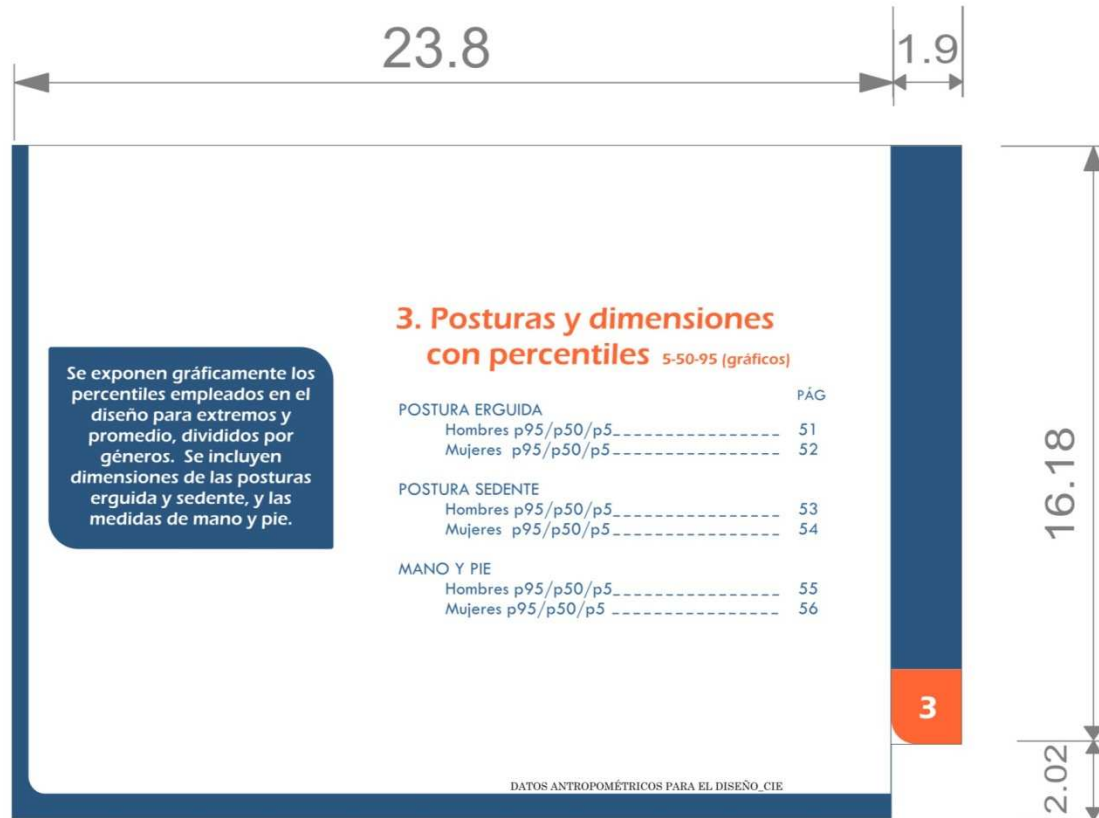 23.8
1.9
3. Posturas y dimensiones
con percentiles 5-50-95 (gráficos)
Se exponen gráficamente los
percentiles empleados en el
diseño para extremos y
promedio, divididos por
géneros. Se incluyen
dimensiones de las posturas
erguida y sedente, y las
medidas de mano y pie.
PÁG
POSTURA ERGUIDA
Hombres p95/p50/p5_______________ 51
Mujeres p95/p50/p5_______________ 52
POSTURA SEDENTE
Hombres p95/p50/p5_______________ 53
Mujeres p95/p50/p5_______________ 54
MANO Y PIE
Hombres p95/p50/p5_______________ 55
Mujeres p95/p50/p5 _______________ 56
16.18
3
2.02
DATOS ANTROPOMÉTRICOS PARA EL DISEÑO_CIE